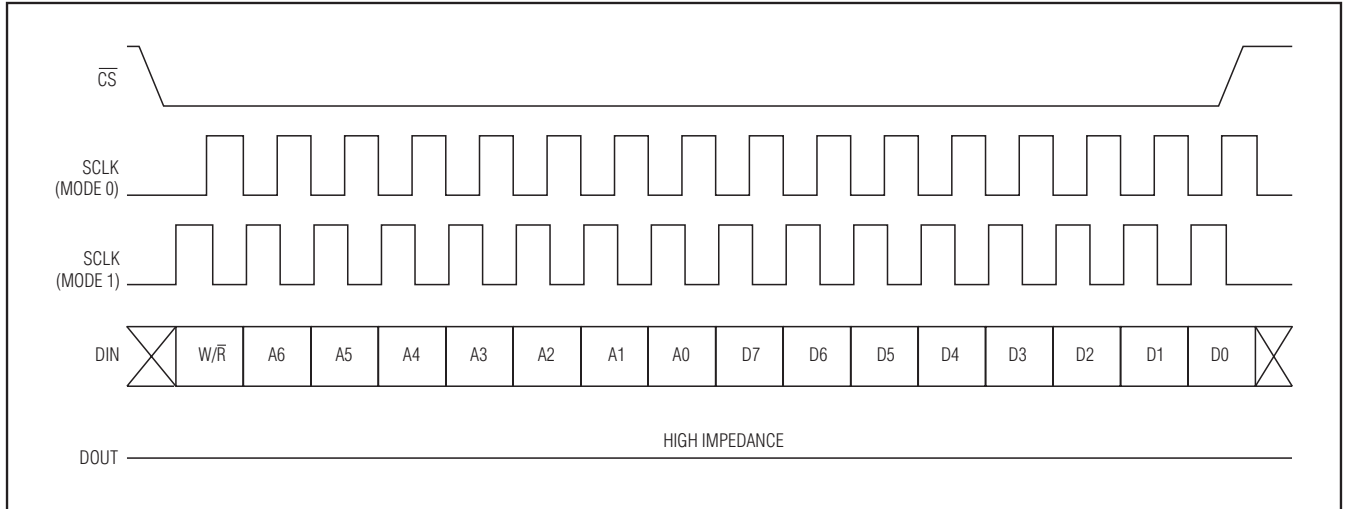 C̅S̅
SCLK
(MODE 0)
SCLK
(MODE 1)
DIN W/R̅ A6 A5 A4 A3 A2 A1 A0 D7 D6 D5 D4 D3 D2 D1 D0
HIGH IMPEDANCE
DOUT